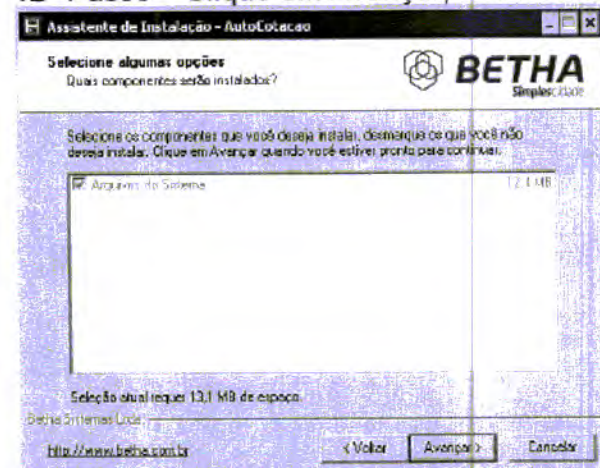 Assistente de Instalação - AutoCotacao
Selecione algumas opções
Quais componentes serão instalados?
BETHA
Simplescidade
Selecione os componentes que você deseja instalar, desmarque os que você não
deseja instalar. Clique em Avançar quando você estiver pronto para continuar.
Arquivos do Sistema 12,1 MB
Seleção atual requer 13,1 MB de espaço.
Betha Sistemas Ltda
http://www.betha.com.br
< Voltar Avançar > Cancelar